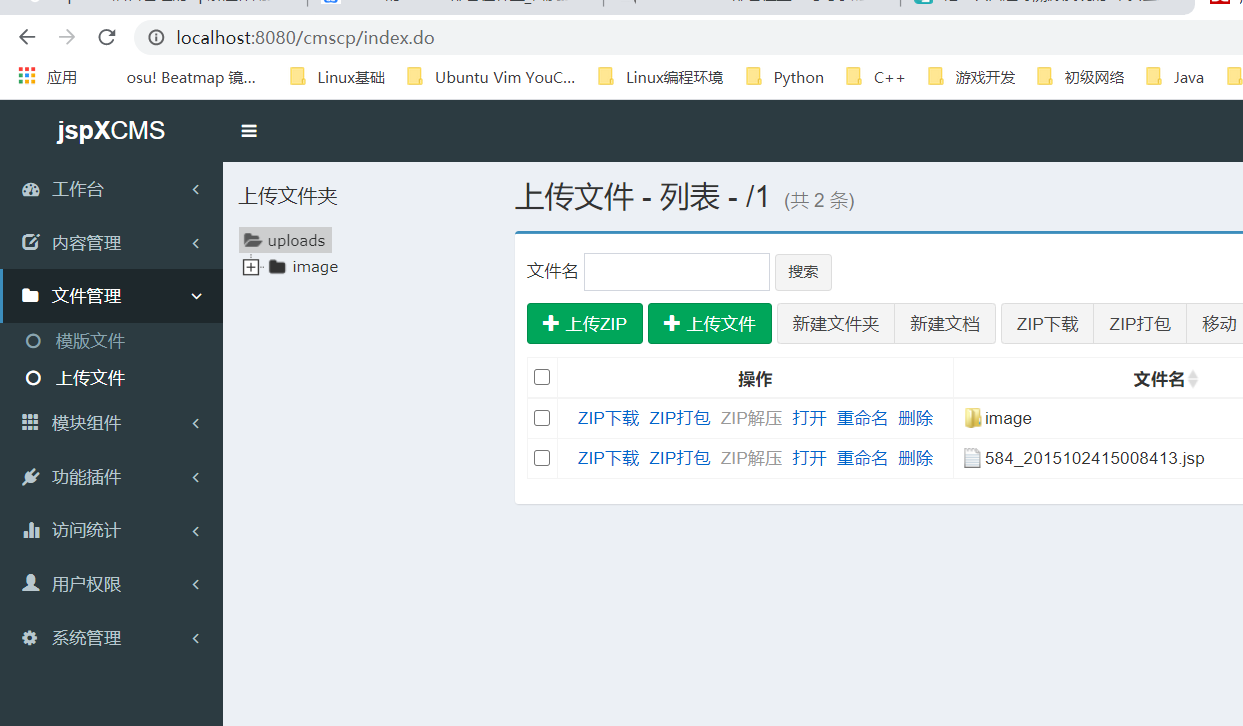 localhost:8080/cmscp/index.do
应用 osu! Beatmap 镜... Linux基础 Ubuntu Vim YouC... Linux编程环境 Python C++ 游戏开发 初级网络 Java
jspXCMS
工作台
内容管理
文件管理
模版文件
上传文件
模块组件
功能插件
访问统计
用户权限
系统管理
上传文件夹
uploads
image
上传文件 - 列表 - /1 (共 2 条)
文件名 搜索
上传ZIP 上传文件 新建文件夹 新建文档 ZIP下载 ZIP打包 移动
操作 文件名
ZIP下载 ZIP打包 ZIP解压 打开 重命名 删除 image
ZIP下载 ZIP打包 ZIP解压 打开 重命名 删除 584_2015102415008413.jsp